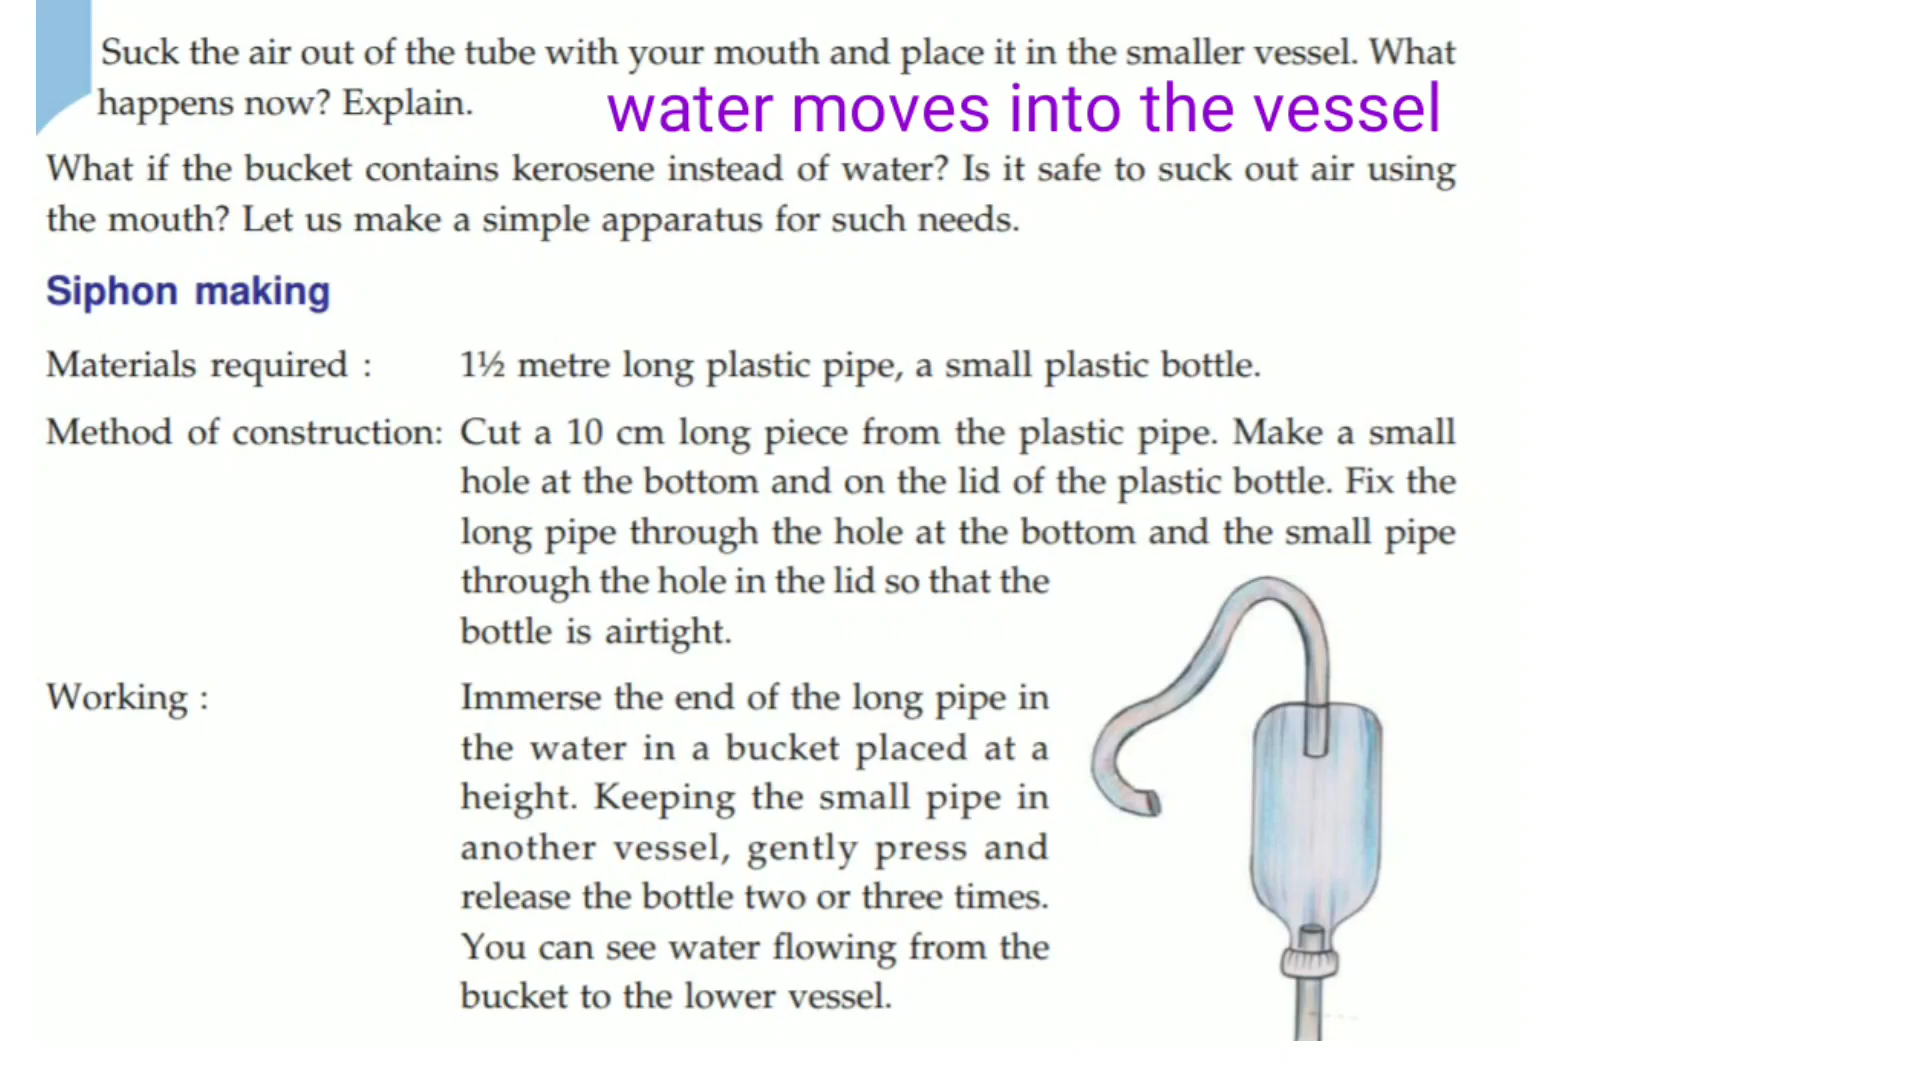 Suck the air out of the tube with your mouth and place it in the smaller vessel. What
happens now? Explain.
water moves into the vessel
What if the bucket contains kerosene instead of water? Is it safe to suck out air using
the mouth? Let us make a simple apparatus for such needs.
Siphon making
Materials required : 1½ metre long plastic pipe, a small plastic bottle.
Method of construction: Cut a 10 cm long piece from the plastic pipe. Make a small
hole at the bottom and on the lid of the plastic bottle. Fix the
long pipe through the hole at the bottom and the small pipe
through the hole in the lid so that the
bottle is airtight.
Working : Immerse the end of the long pipe in
the water in a bucket placed at a
height. Keeping the small pipe in
another vessel, gently press and
release the bottle two or three times.
You can see water flowing from the
bucket to the lower vessel.